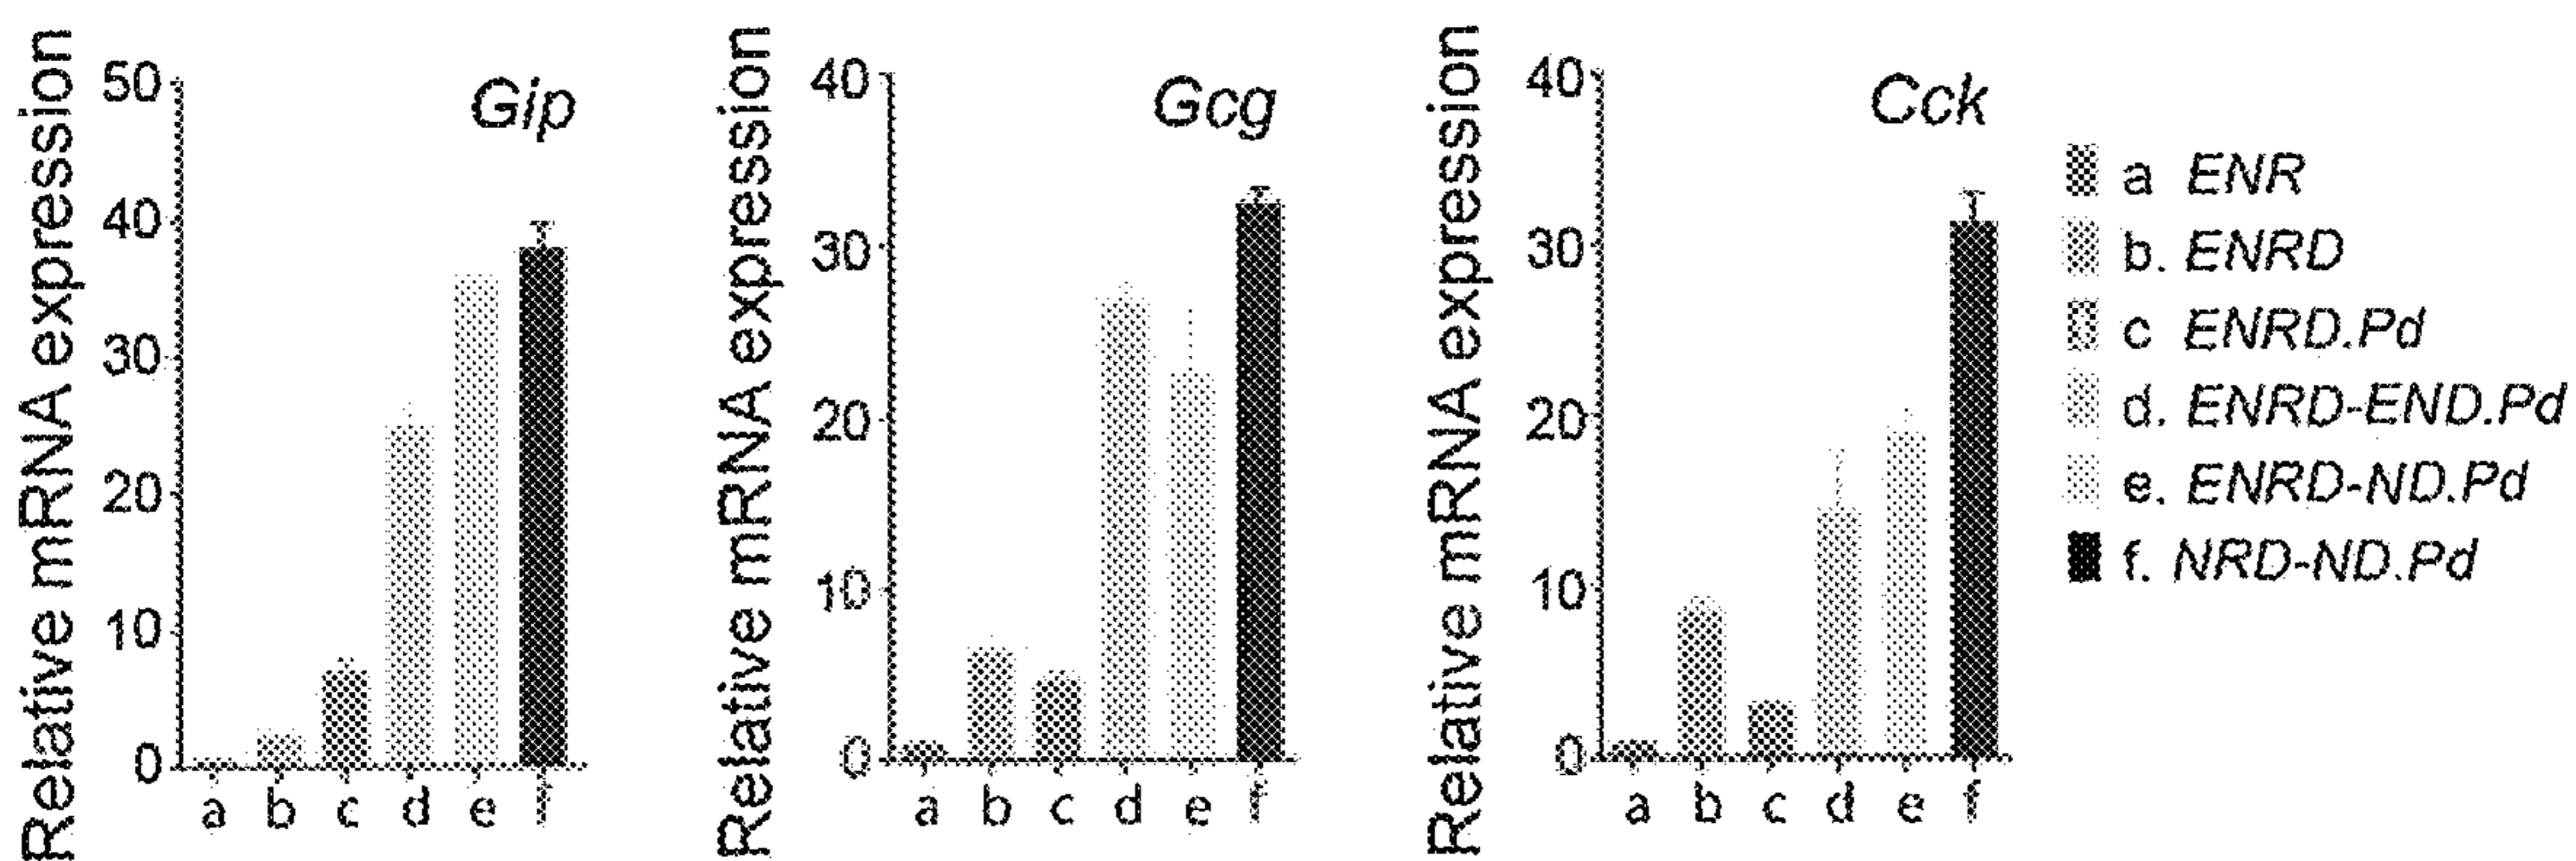 Relative mRNA expression
Gip
50
40
30
20
10
0
a b c d e f
Relative mRNA expression
Gcg
40
30
20
10
0
a b c d e f
Relative mRNA expression
Cck
40
30
20
10
0
a b c d e f
a ENR
b. ENRD
c ENRD.Pd
d. ENRD-END.Pd
e. ENRD-ND.Pd
f. NRD-ND.Pd